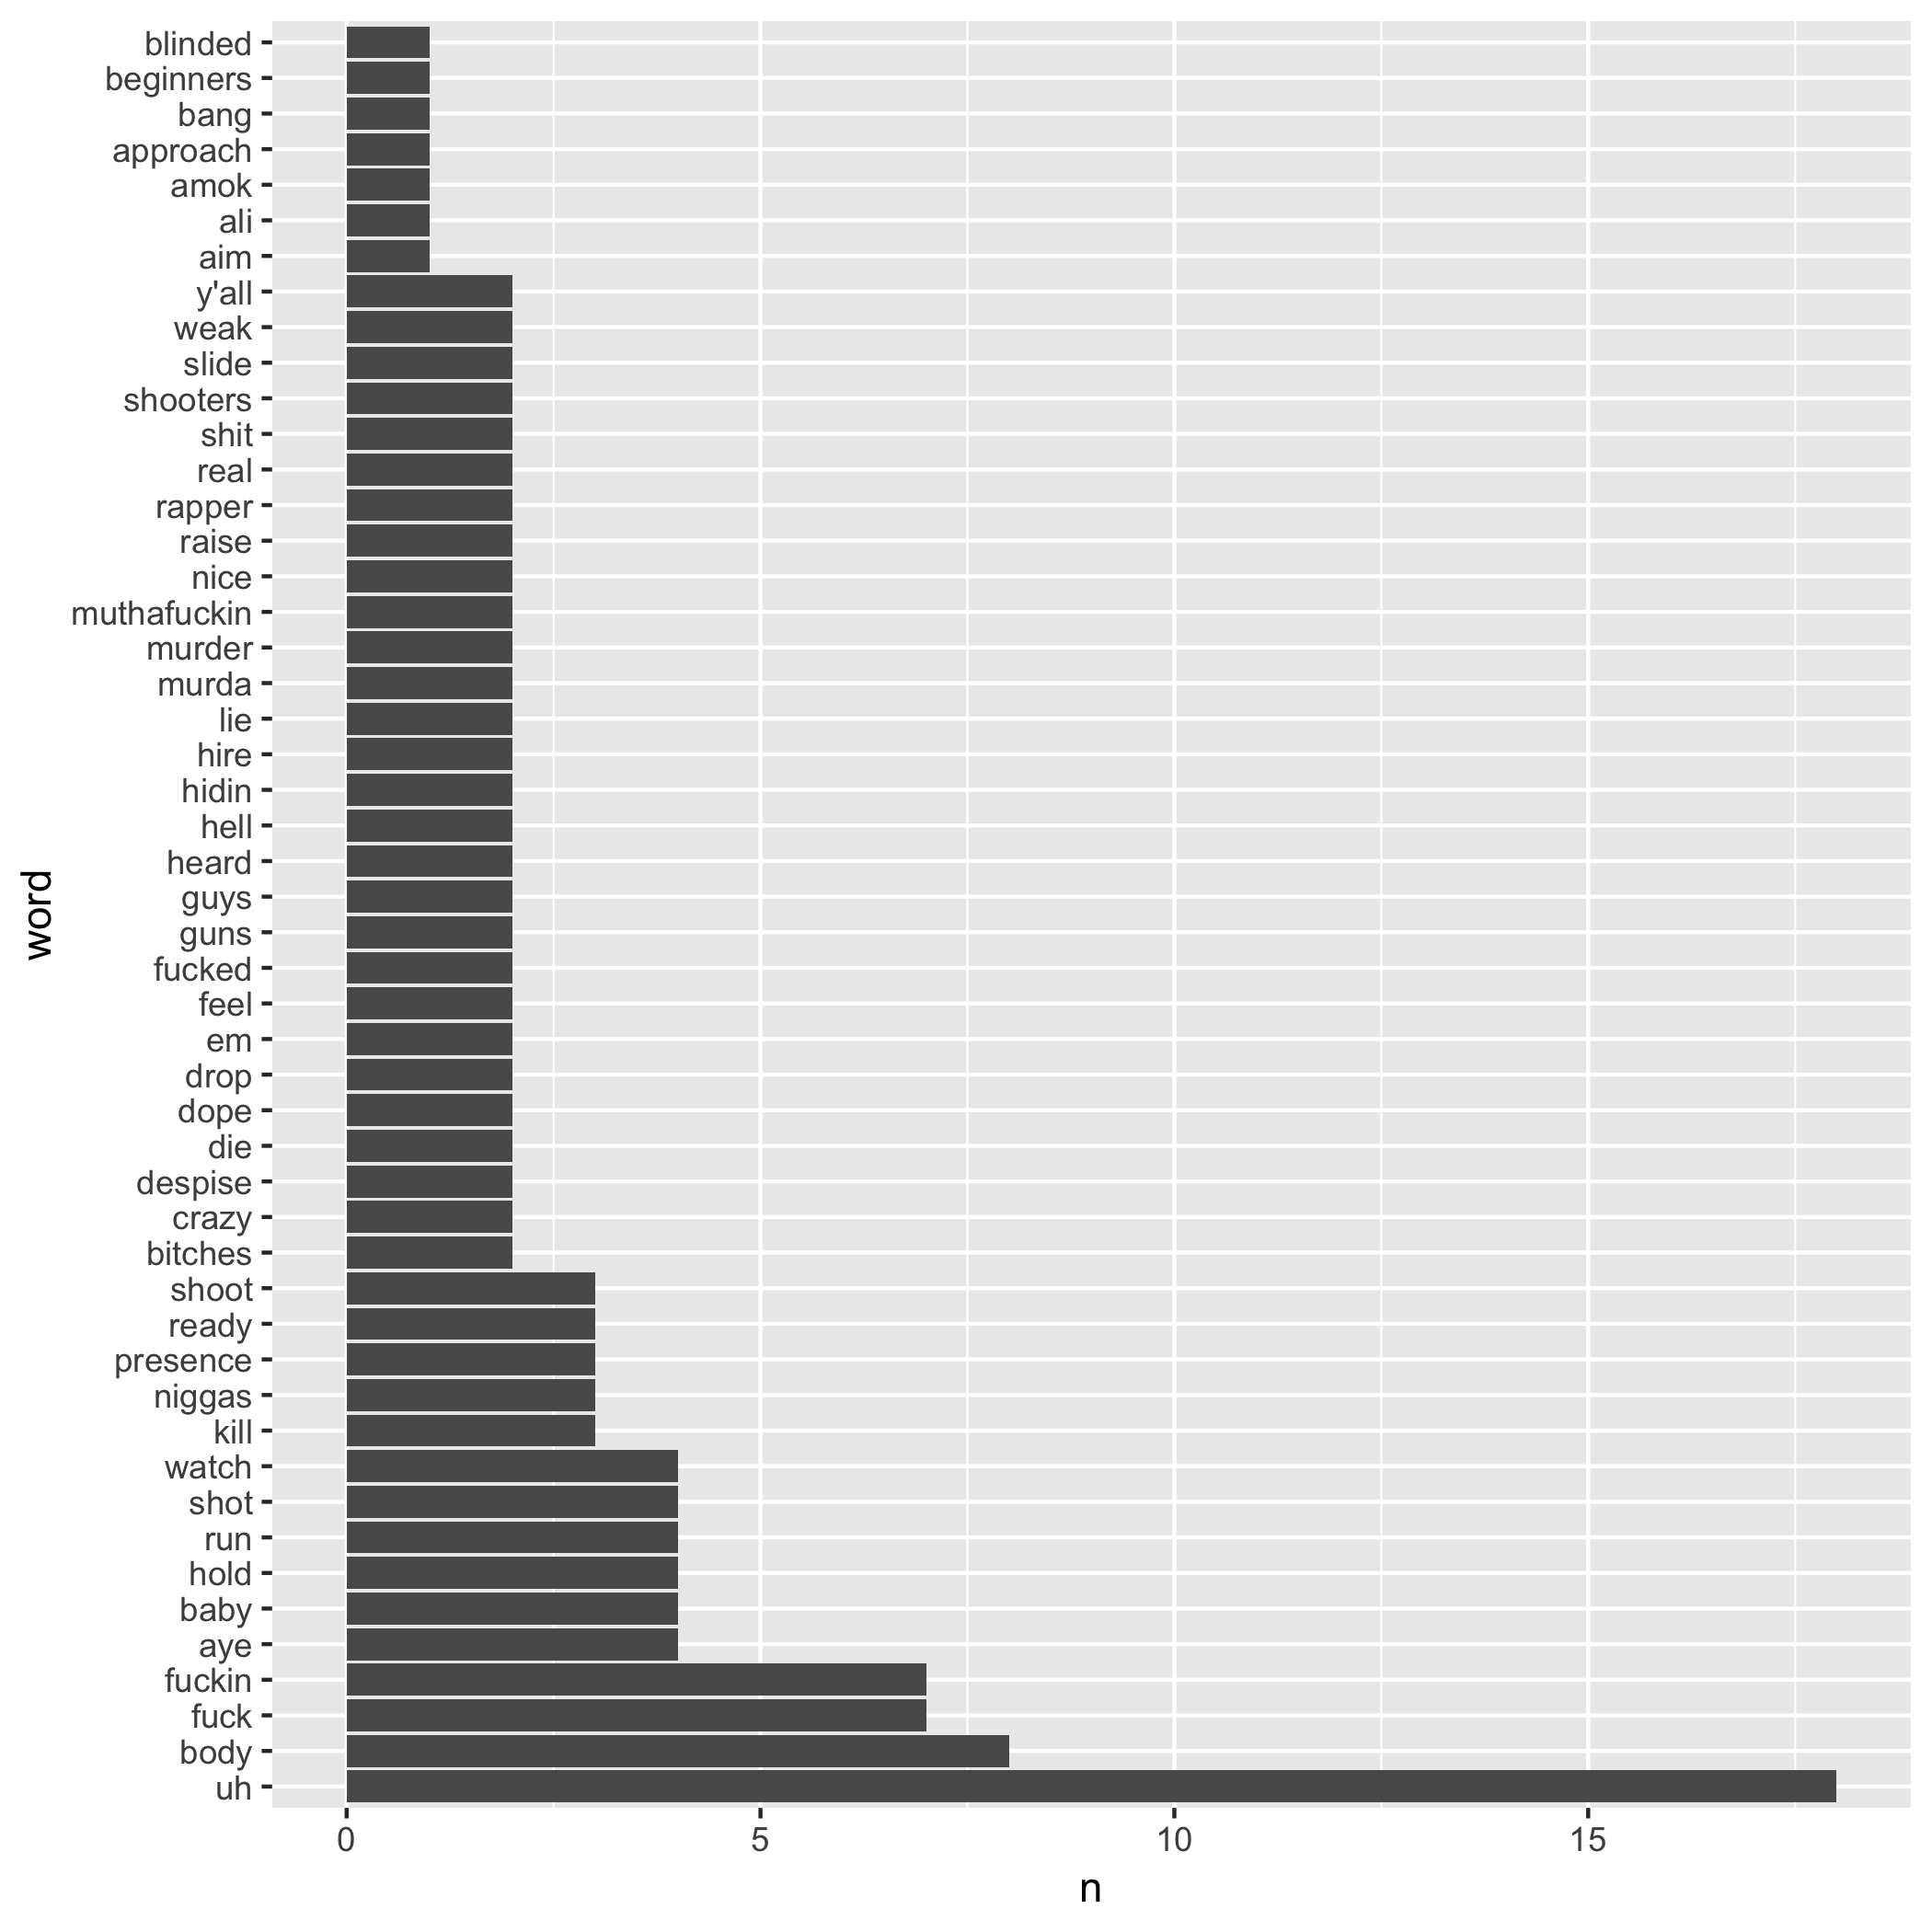 blinded
beginners
bang
approach
amok
ali
aim
y'all
weak
slide
shooters
shit
real
rapper
raise
nice
muthafuckin
murder
murda
lie
hire
hidin
hell
heard
guys
guns
fucked
feel
em
drop
dope
die
despise
crazy
bitches
shoot
ready
presence
niggas
kill
watch
shot
run
hold
baby
aye
fuckin
fuck
body
uh
word
0 5 10 15
n